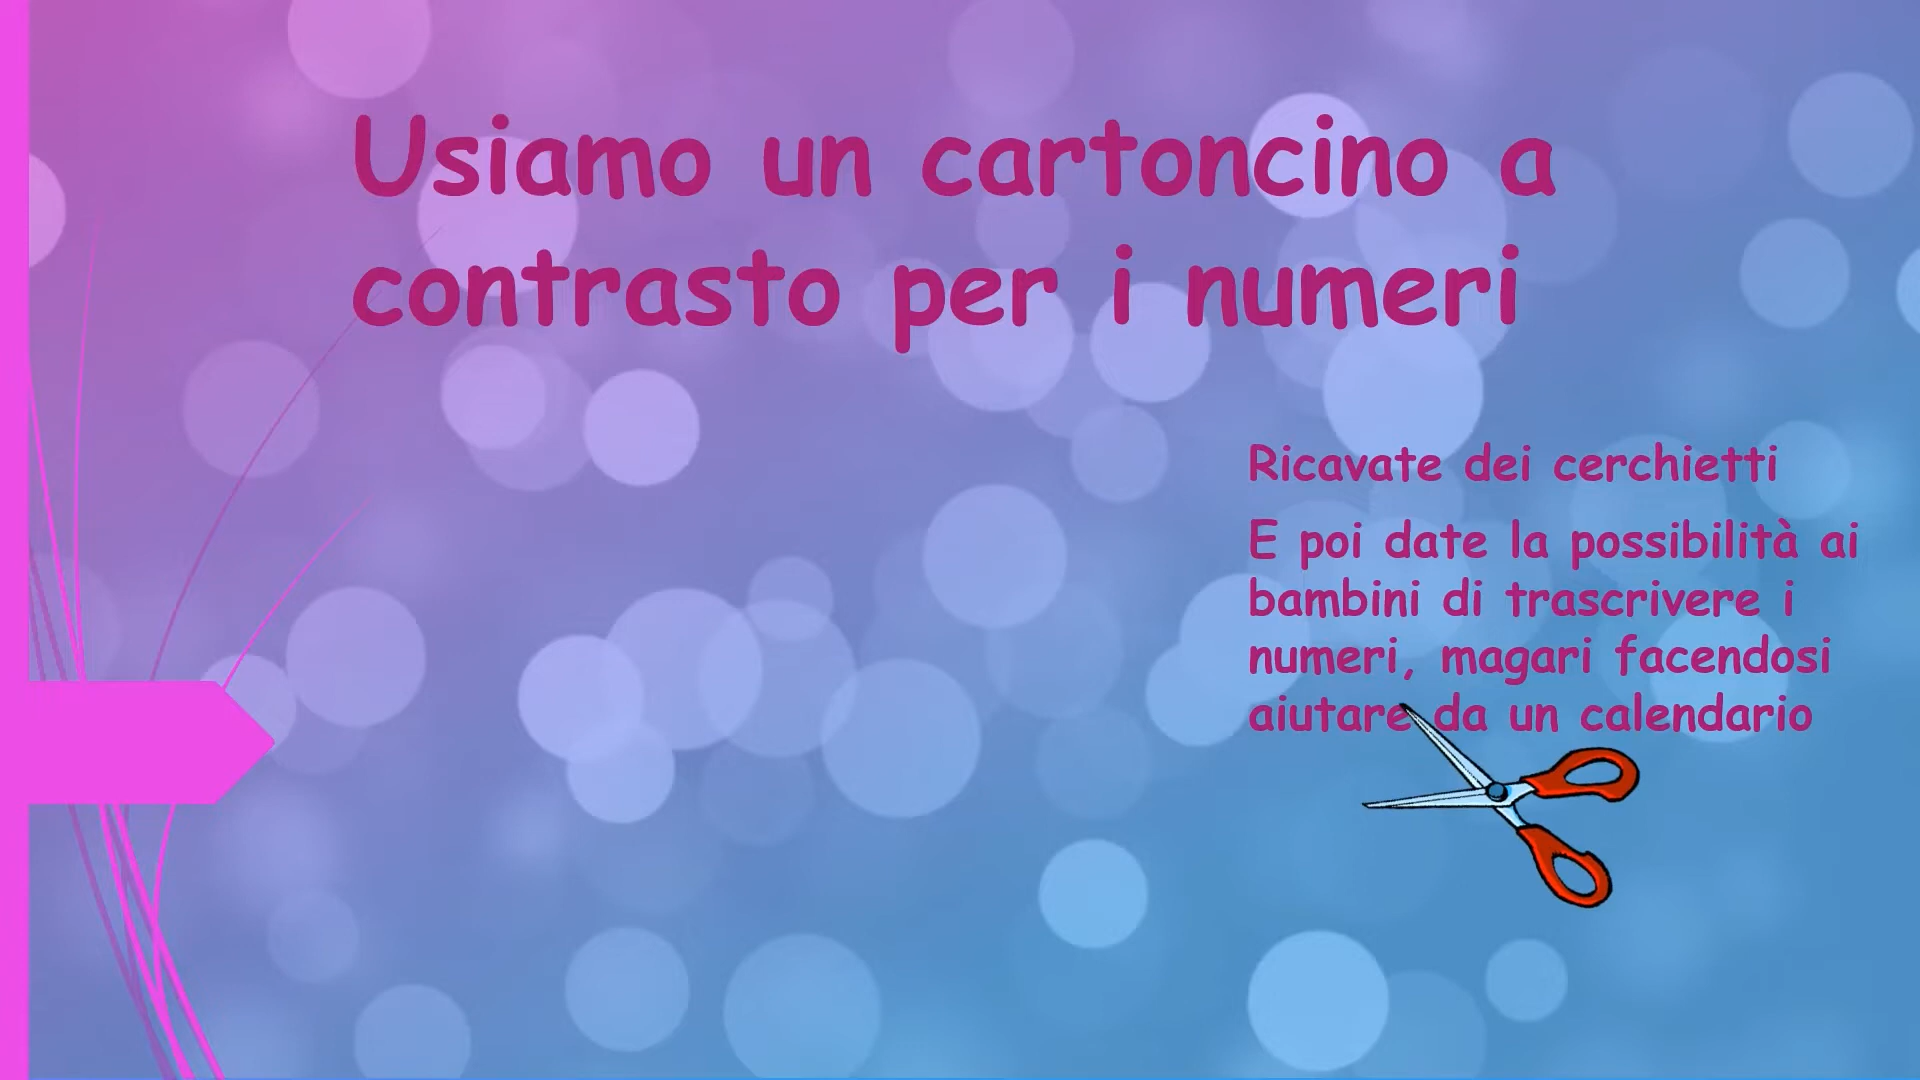 Usiamo un cartoncino a
contrasto per i numeri
Ricavate dei cerchietti
E poi date la possibilità ai
bambini di trascrivere i
numeri, magari facendosi
aiutare da un calendario